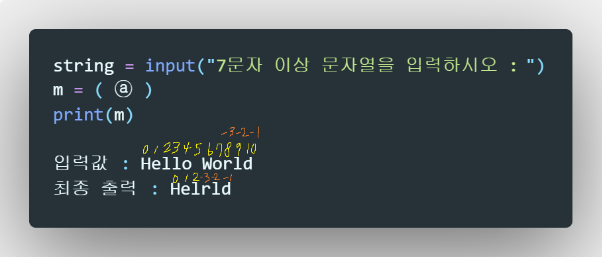 string = input("7문자 이상 문자열을 입력하시오 : ")
m = ( ⓐ )
print(m)
-3-2-1
0 1 2 3 4 5 6 7 8 9 10
입력값 : Hello World
0 1 2 -3-2 -1
최종 출력 : Helrld